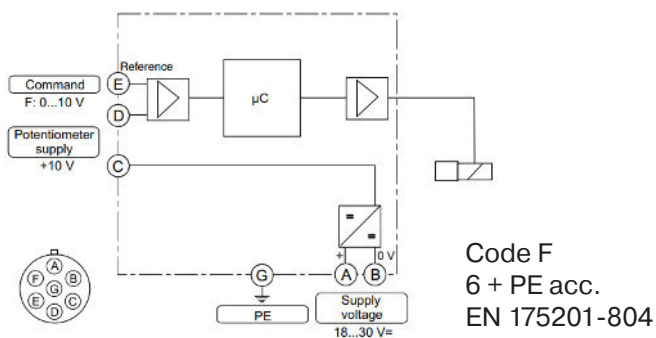 Reference
Command
E
F: 0...10 V
D
µC
Potentiometer
supply
+10 V
C
=
=
+
0 V
G
A
B
PE
Supply
voltage
18...30 V=
A
F
B
G
E
C
D
Code F
6 + PE acc.
EN 175201-804